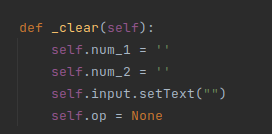 def _clear(self):
    self.num_1 = ''
    self.num_2 = ''
    self.input.setText("")
    self.op = None